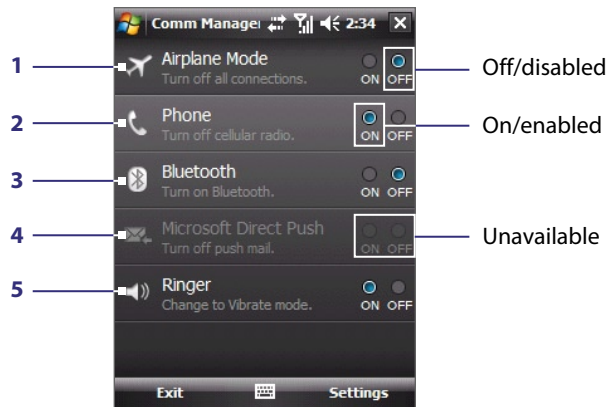 Comm Manager 2:34
1 Airplane Mode Off/disabled
Turn off all connections. ON OFF
2 Phone On/enabled
Turn off cellular radio. ON OFF
3 Bluetooth
Turn on Bluetooth. ON OFF
4 Microsoft Direct Push Unavailable
Turn off push mail. ON OFF
5 Ringer
Change to Vibrate mode. ON OFF
Exit Settings